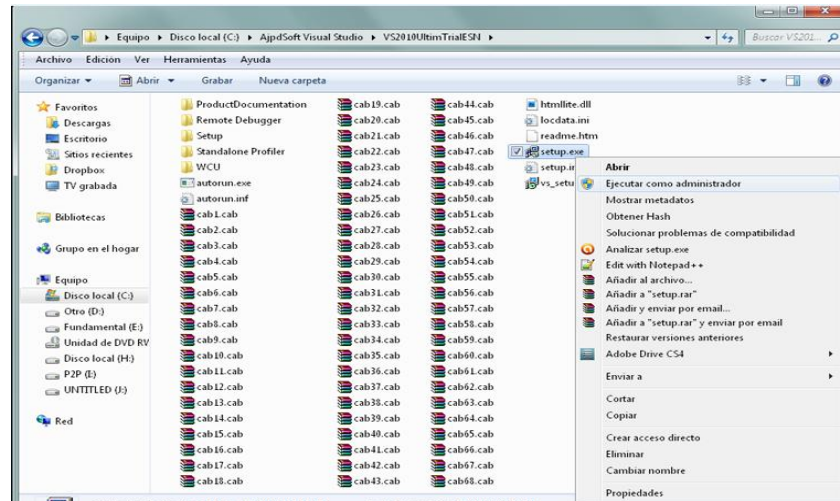 Equipo ▸ Disco local (C:) ▸ AjpdSoft Visual Studio ▸ VS2010UltimTrialESN ▸
Buscar VS201...
Archivo Edición Ver Herramientas Ayuda
Organizar Abrir Grabar Nueva carpeta
Favoritos
Descargas
Escritorio
Sitios recientes
Dropbox
TV grabada
Bibliotecas
Grupo en el hogar
Equipo
Disco local (C:)
Otro (D:)
Fundamental (E:)
Unidad de DVD RV
Disco local (H:)
P2P (I:)
UNTITLED (J:)
Red
ProductDocumentation
Remote Debugger
Setup
Standalone Profiler
WCU
autorun.exe
autorun.inf
cab1.cab
cab2.cab
cab3.cab
cab4.cab
cab5.cab
cab6.cab
cab7.cab
cab8.cab
cab9.cab
cab10.cab
cab11.cab
cab12.cab
cab13.cab
cab14.cab
cab15.cab
cab16.cab
cab17.cab
cab18.cab
cab19.cab
cab20.cab
cab21.cab
cab22.cab
cab23.cab
cab24.cab
cab25.cab
cab26.cab
cab27.cab
cab28.cab
cab29.cab
cab30.cab
cab31.cab
cab32.cab
cab33.cab
cab34.cab
cab35.cab
cab36.cab
cab37.cab
cab38.cab
cab39.cab
cab40.cab
cab41.cab
cab42.cab
cab43.cab
cab44.cab
cab45.cab
cab46.cab
cab47.cab
cab48.cab
cab49.cab
cab50.cab
cab51.cab
cab52.cab
cab53.cab
cab54.cab
cab55.cab
cab56.cab
cab57.cab
cab58.cab
cab59.cab
cab60.cab
cab61.cab
cab62.cab
cab63.cab
cab64.cab
cab65.cab
cab66.cab
cab67.cab
cab68.cab
htmllite.dll
locdata.ini
readme.htm
setup.exe
setup.in
vs_setu
Abrir
Ejecutar como administrador
Mostrar metadatos
Obtener Hash
Solucionar problemas de compatibilidad
Analizar setup.exe
Edit with Notepad++
Añadir al archivo...
Añadir a "setup.rar"
Añadir y enviar por email...
Añadir a "setup.rar" y enviar por email
Restaurar versiones anteriores
Adobe Drive CS4
Enviar a
Cortar
Copiar
Crear acceso directo
Eliminar
Cambiar nombre
Propiedades